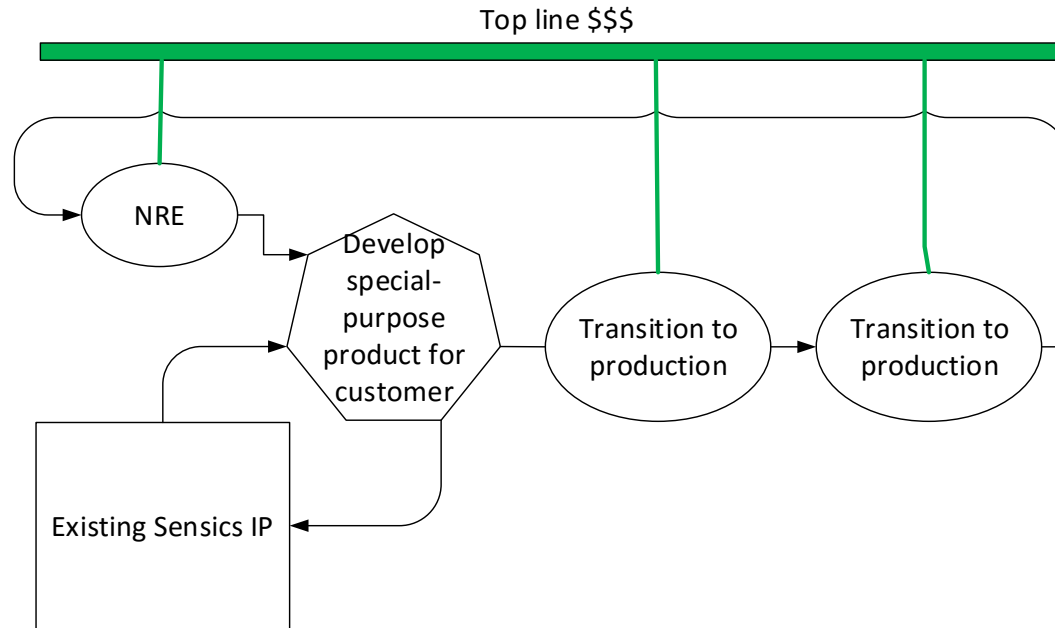 Top line $$$
NRE
Develop
special-
purpose
product for
customer
Transition to
production
Transition to
production
Existing Sensics IP